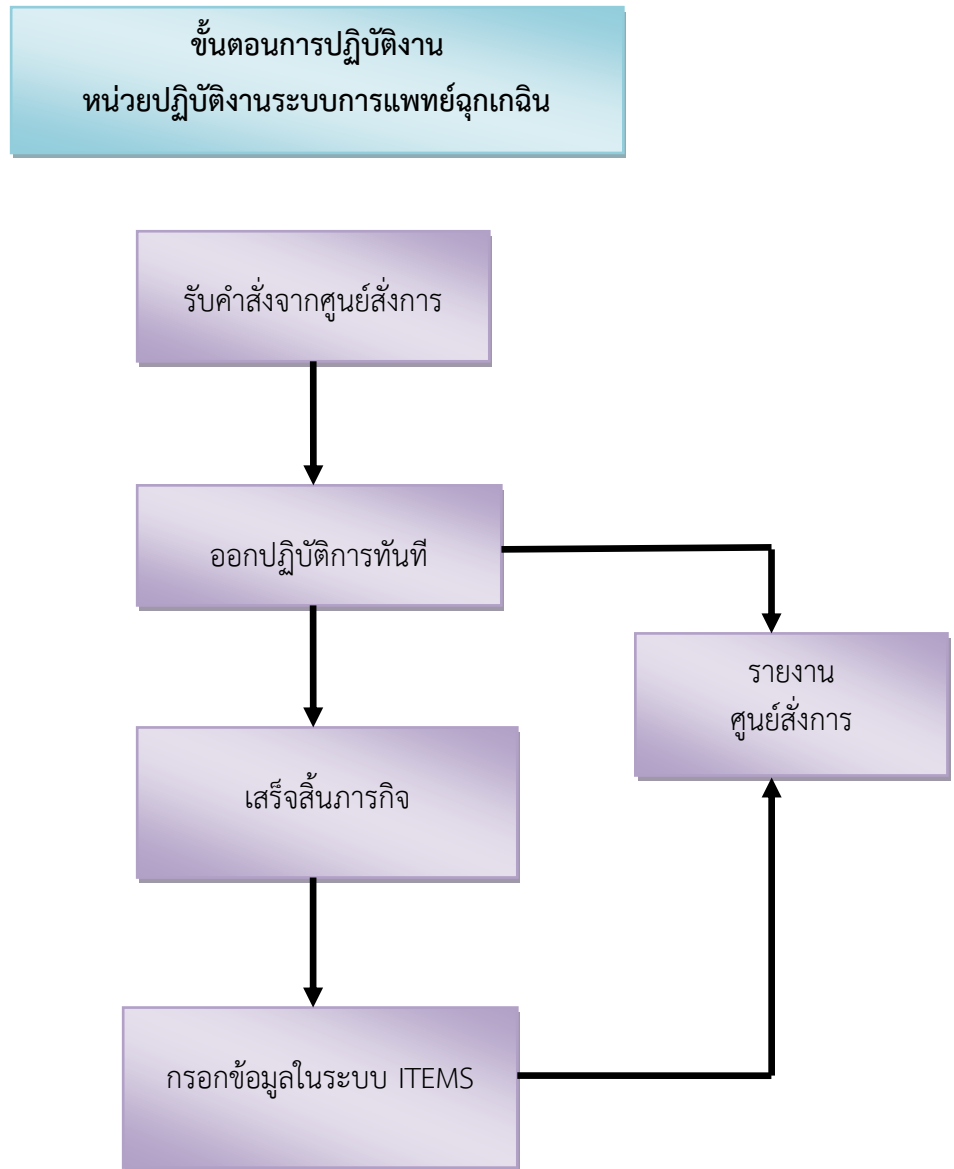 ขั้นตอนการปฏิบัติงาน
หน่วยปฏิบัติงานระบบการแพทย์ฉุกเฉิน
รับคำสั่งจากศูนย์สั่งการ
ออกปฏิบัติการทันที
รายงาน
ศูนย์สั่งการ
เสร็จสิ้นภารกิจ
กรอกข้อมูลในระบบ ITEMS